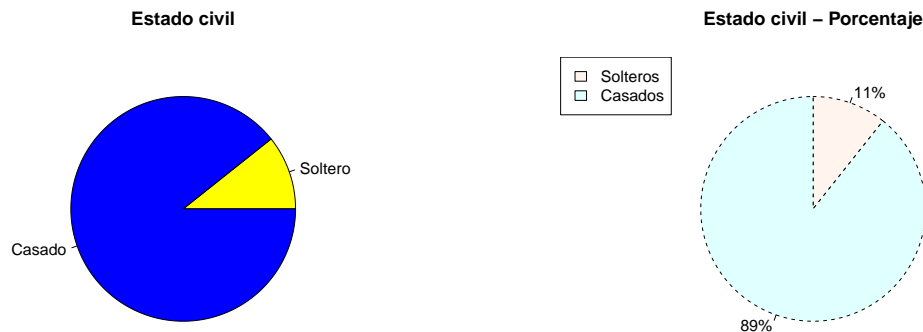 Estado civil
Soltero
Casado
Estado civil – Porcentaje
Solteros
Casados
11%
89%